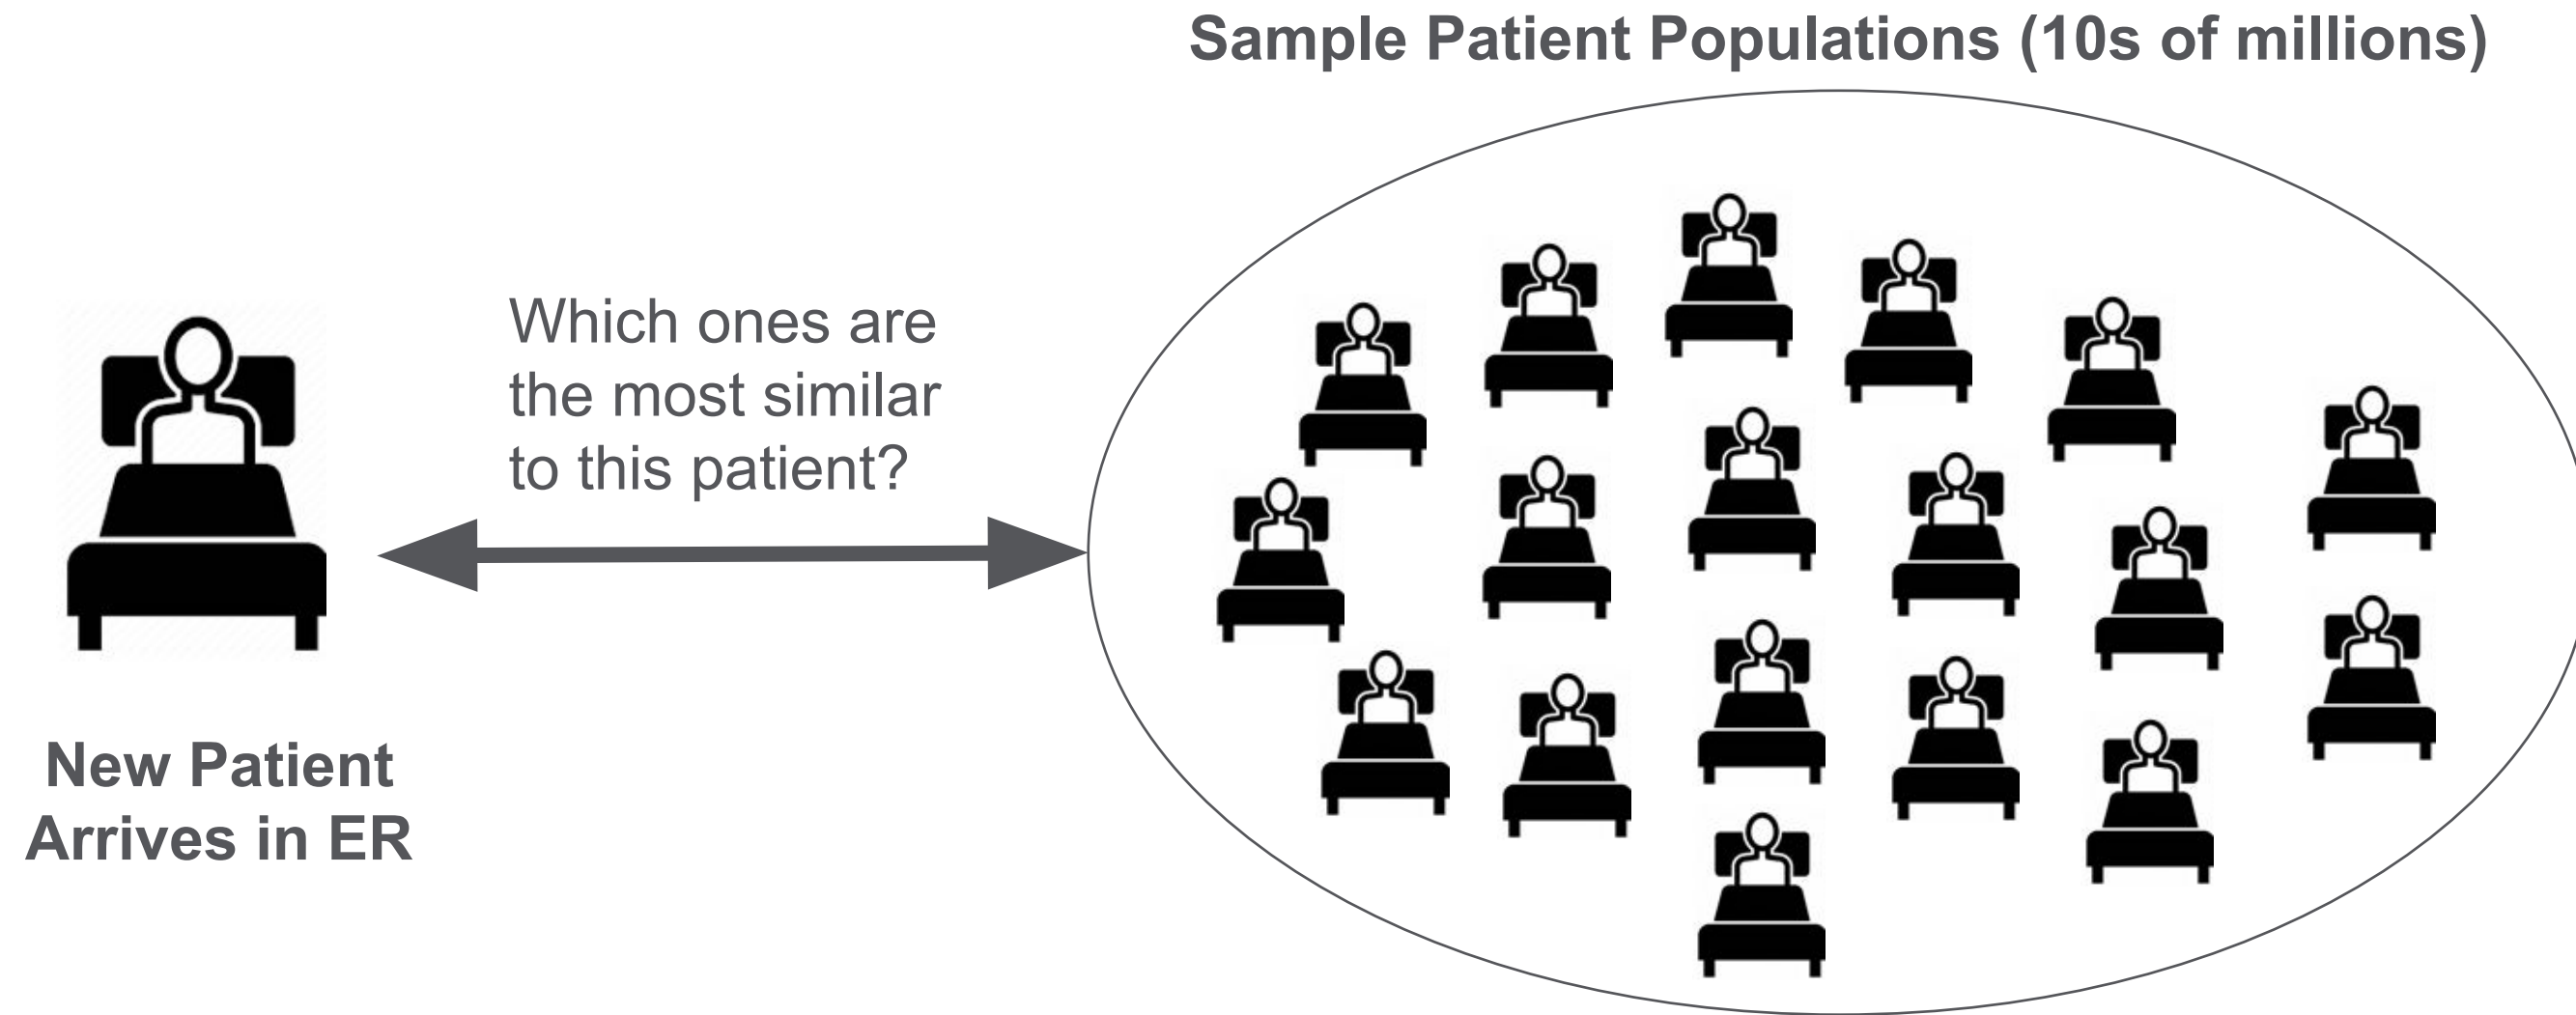 Sample Patient Populations (10s of millions)
Which ones are
the most similar
to this patient?
New Patient
Arrives in ER